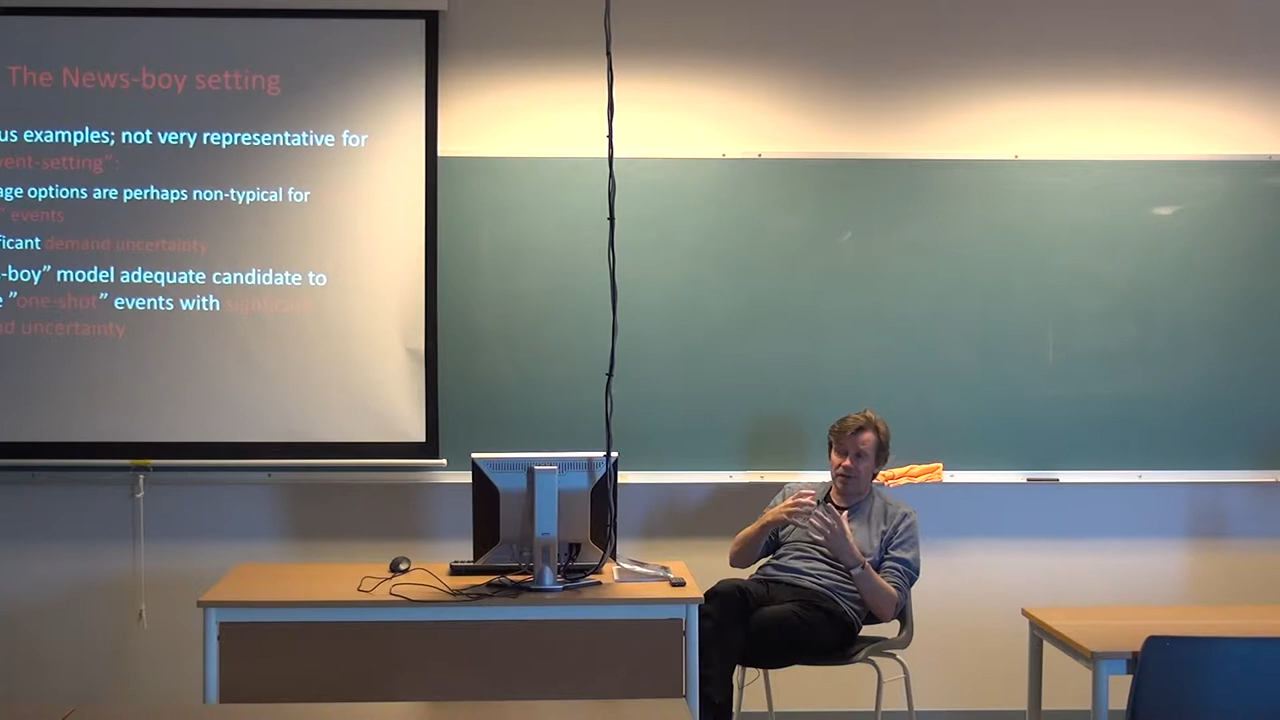 The News-boy setting
us examples; not very representative for
vent-setting":
age options are perhaps non-typical for
" events
ficant demand uncertainty
-boy” model adequate candidate to
e ”one-shot” events with significant
nd uncertainty